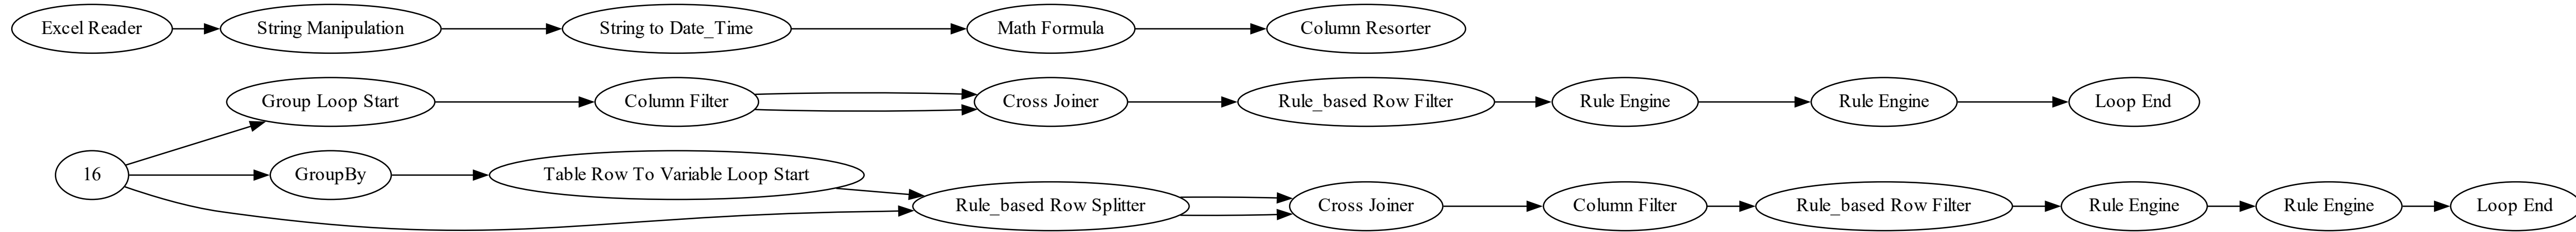 Excel Reader
String Manipulation
String to Date_Time
Math Formula
Column Resorter
Group Loop Start
Column Filter
Cross Joiner
Rule_based Row Filter
Rule Engine
Rule Engine
Loop End
16
GroupBy
Table Row To Variable Loop Start
Rule_based Row Splitter
Cross Joiner
Column Filter
Rule_based Row Filter
Rule Engine
Rule Engine
Loop End